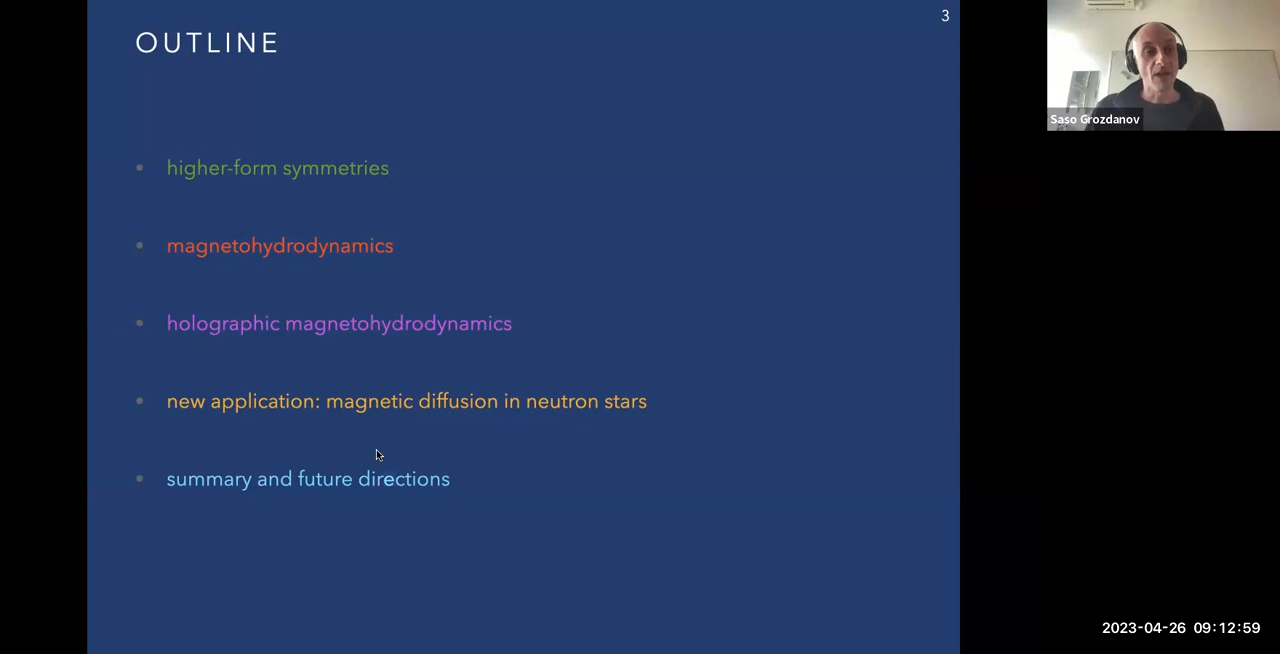 3
OUTLINE
• higher-form symmetries
• magnetohydrodynamics
• holographic magnetohydrodynamics
• new application: magnetic diffusion in neutron stars
• summary and future directions
Saso Grozdanov
2023-04-26 09:12:59